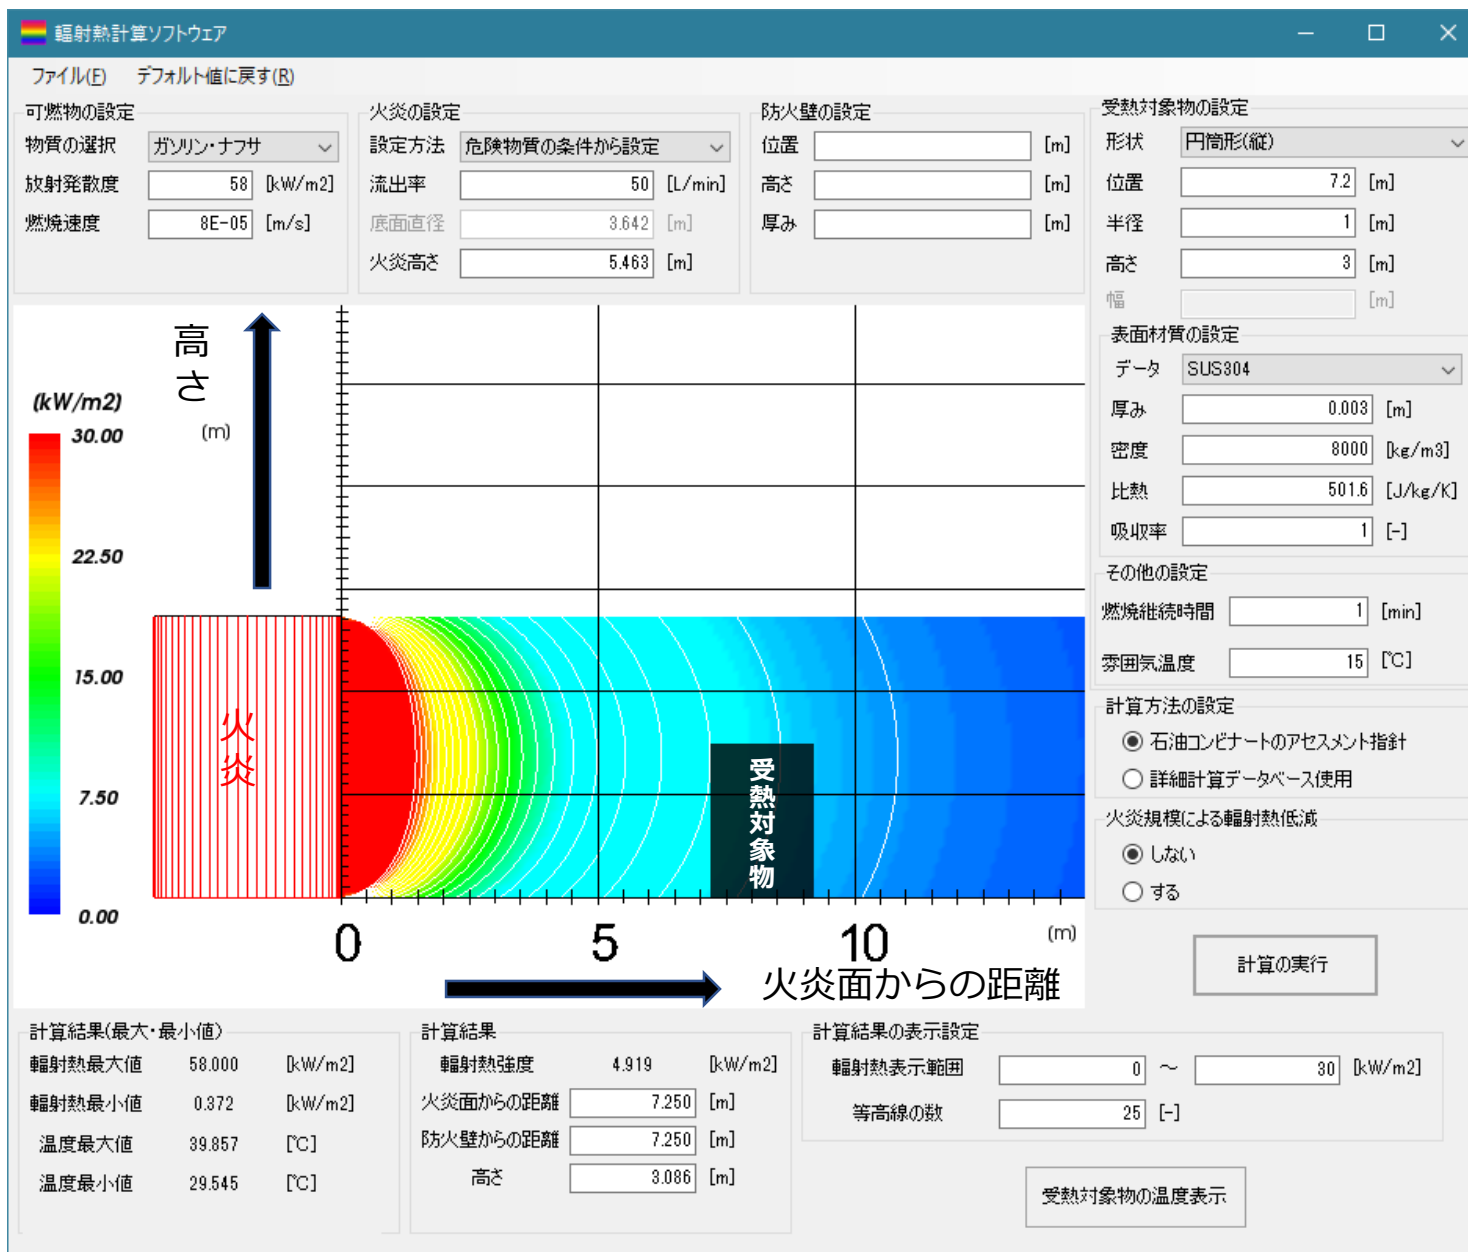 輻射熱計算ソフトウェア
ファイル(F) デフォルト値に戻す(R)
可燃物の設定
物質の選択 ガソリン・ナフサ
放射発散度 58 [kW/m2]
燃焼速度 8E-05 [m/s]
火炎の設定
設定方法 危険物質の条件から設定
流出率 50 [L/min]
底面直径 3.642 [m]
火炎高さ 5.463 [m]
防火壁の設定
位置 [m]
高さ [m]
厚み [m]
受熱対象物の設定
形状 円筒形(縦)
位置 7.2 [m]
半径 1 [m]
高さ 3 [m]
幅 [m]
表面材質の設定
データ SUS304
厚み 0.003 [m]
密度 8000 [kg/m3]
比熱 501.6 [J/kg/K]
吸収率 1 [-]
その他の設定
燃焼継続時間 1 [min]
雰囲気温度 15 [℃]
計算方法の設定
石油コンビナートのアセスメント指針
詳細計算データベース使用
火炎規模による輻射熱低減
しない
する
計算の実行
高さ
(m)
(kW/m2)
30.00
22.50
15.00
7.50
0.00
火炎
受熱対象物
0 5 10 (m)
火炎面からの距離
計算結果(最大・最小値)
輻射熱最大値 58.000 [kW/m2]
輻射熱最小値 0.372 [kW/m2]
温度最大値 39.857 [℃]
温度最小値 29.545 [℃]
計算結果
輻射熱強度 4.919 [kW/m2]
火炎面からの距離 7.250 [m]
防火壁からの距離 7.250 [m]
高さ 3.086 [m]
計算結果の表示設定
輻射熱表示範囲 0 ～ 30 [kW/m2]
等高線の数 25 [-]
受熱対象物の温度表示